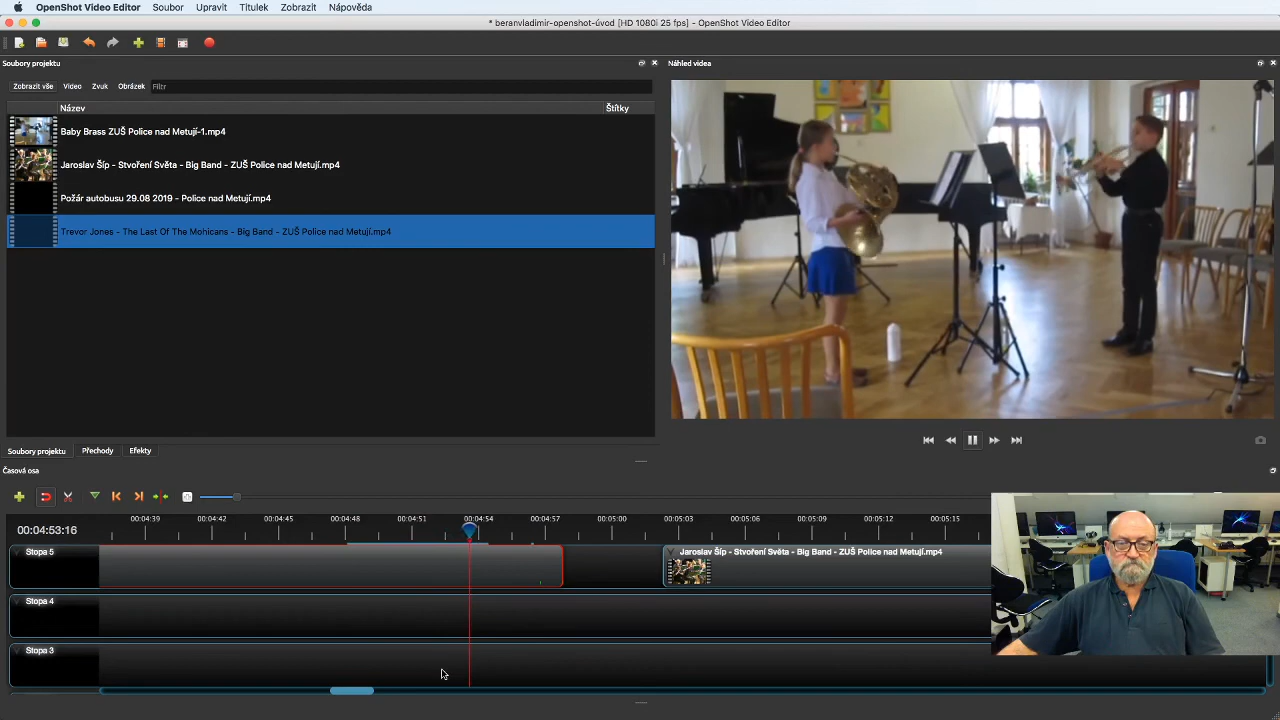 OpenShot Video Editor Soubor Upravit Titulek Zobrazit Nápověda
* beranvladimir-openshot-úvod [HD 1080i 25 fps] - OpenShot Video Editor
Soubory projektu
Náhled videa
Zobrazit vše Video Zvuk Obrázek Filtr
Název Štítky
Baby Brass ZUŠ Police nad Metují-1.mp4
Jaroslav Šíp - Stvoření Světa - Big Band - ZUŠ Police nad Metují.mp4
Požár autobusu 29.08 2019 - Police nad Metují.mp4
Trevor Jones - The Last Of The Mohicans - Big Band - ZUŠ Police nad Metují.mp4
Soubory projektu Přechody Efekty
Časová osa
00:04:39 00:04:42 00:04:45 00:04:48 00:04:51 00:04:54 00:04:57 00:05:00 00:05:03 00:05:06 00:05:09 00:05:12 00:05:15
00:04:53:16
Stopa 5
Jaroslav Šíp - Stvoření Světa - Big Band - ZUŠ Police nad Metují.mp4
Stopa 4
Stopa 3